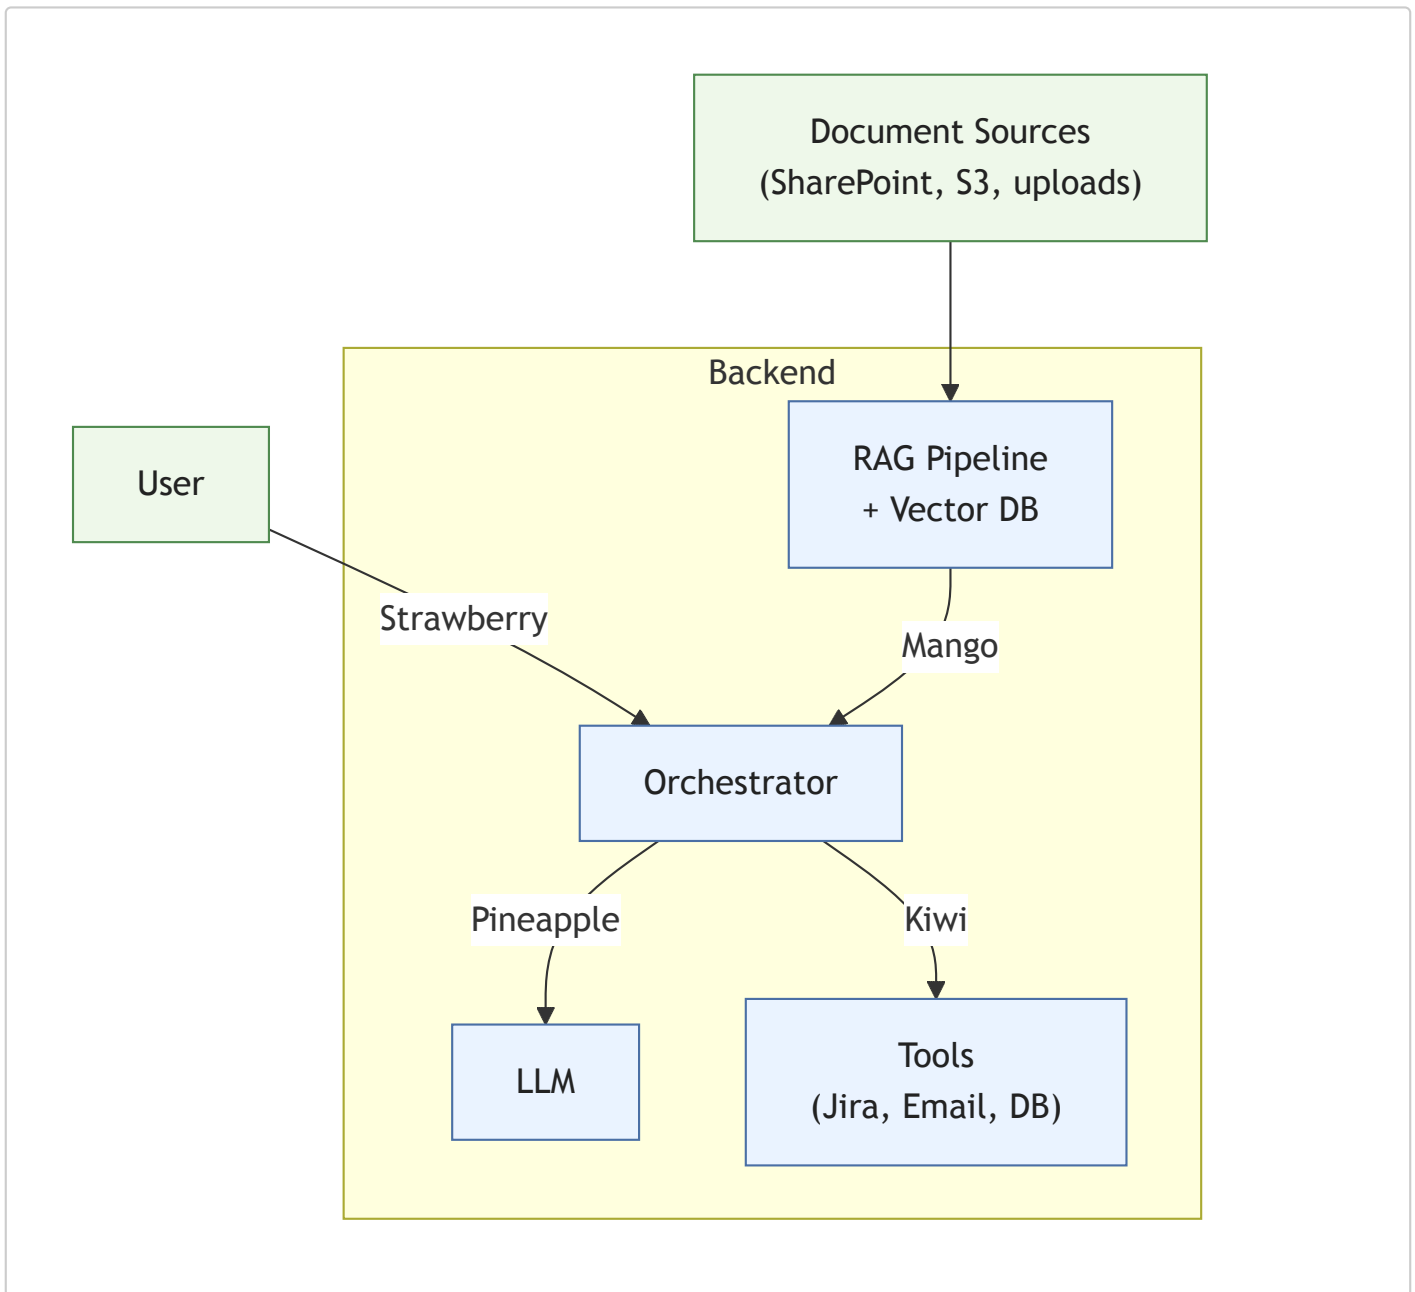 Document Sources
(SharePoint, S3, uploads)
Backend
RAG Pipeline
+ Vector DB
User
Strawberry
Mango
Orchestrator
Pineapple
Kiwi
LLM
Tools
(Jira, Email, DB)